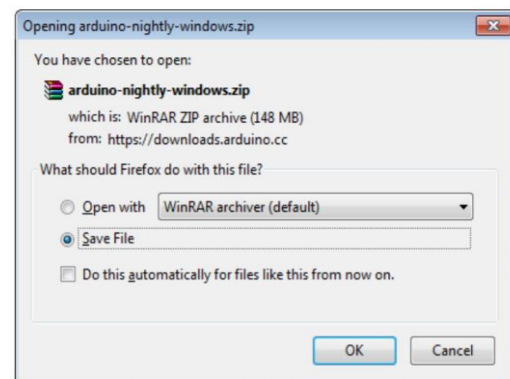 Opening arduino-nightly-windows.zip
You have chosen to open:
arduino-nightly-windows.zip
which is: WinRAR ZIP archive (148 MB)
from: https://downloads.arduino.cc
What should Firefox do with this file?
Open with WinRAR archiver (default)
Save File
Do this automatically for files like this from now on.
OK Cancel